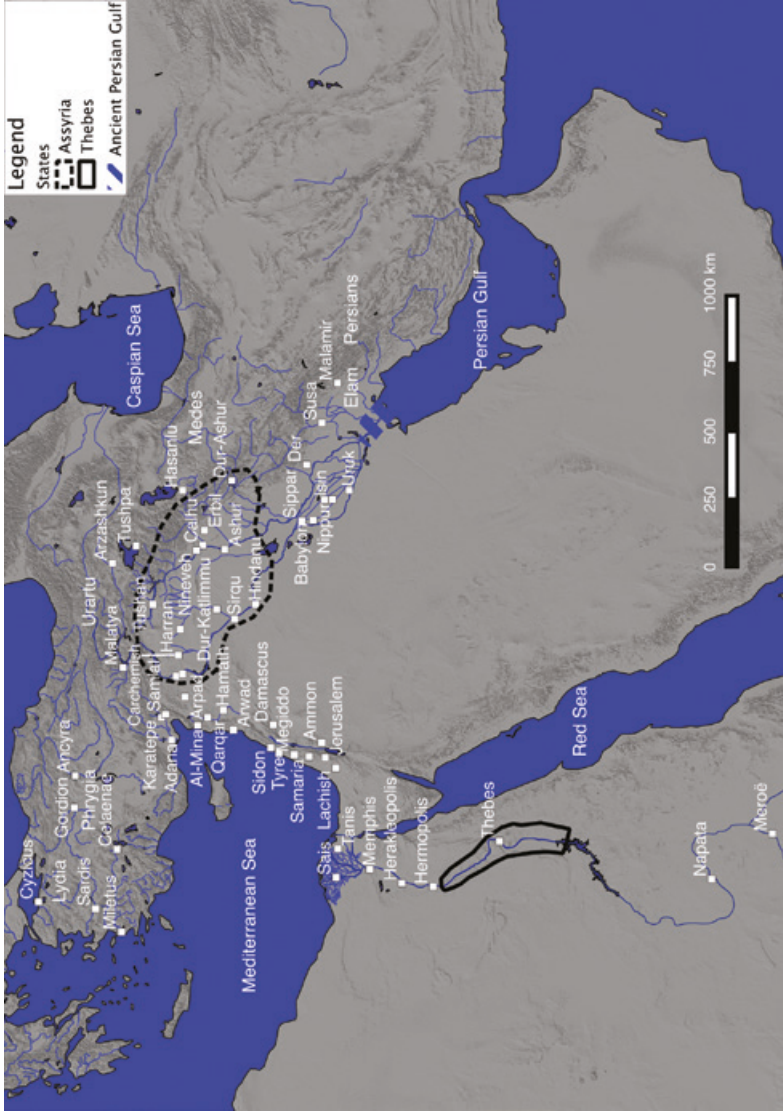 Legend
States
Assyria
Thebes
Ancient Persian Gulf
Caspian Sea
Cyzicus
Lydia
Sardis
Miletus
Gordion
Ancyra
Phrygia
Celaenae
Urartu
Arzashkun
Tushpa
Malatya
Tushan
Hasanlu
Medes
Carchemish
Sam'al
Karatepe
Adana
Harran
Nineveh
Calhu
Erbil
Dur-Ashur
Ashur
Dur-Katlimmu
Sirqu
Hindanu
Al-Mina
Arpad
Qarqar
Hamath
Arwad
Damascus
Sidon
Tyre
Megiddo
Samaria
Ammon
Lachish
Jerusalem
Mediterranean Sea
Sippar
Der
Babylon
Nippur
Isin
Uruk
Susa
Malamir
Elam
Persians
Persian Gulf
Sais
Tanis
Memphis
Herakleopolis
Hermopolis
Thebes
Red Sea
Napata
Meroë
0 250 500 750 1000 km